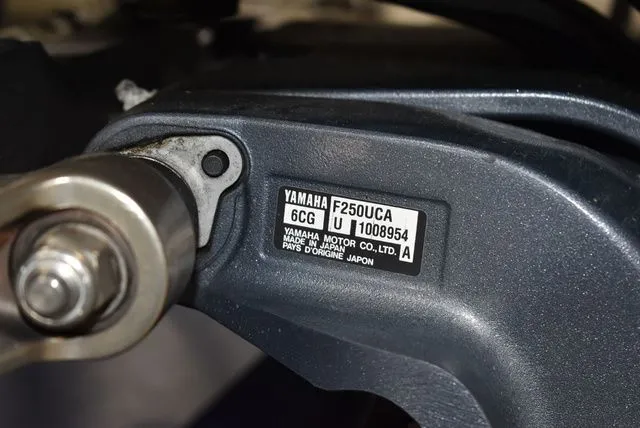 YAMAHA F250UCA
6CG U 1008954
YAMAHA MOTOR CO.,LTD. A
MADE IN JAPAN
PAYS D'ORIGINE JAPON